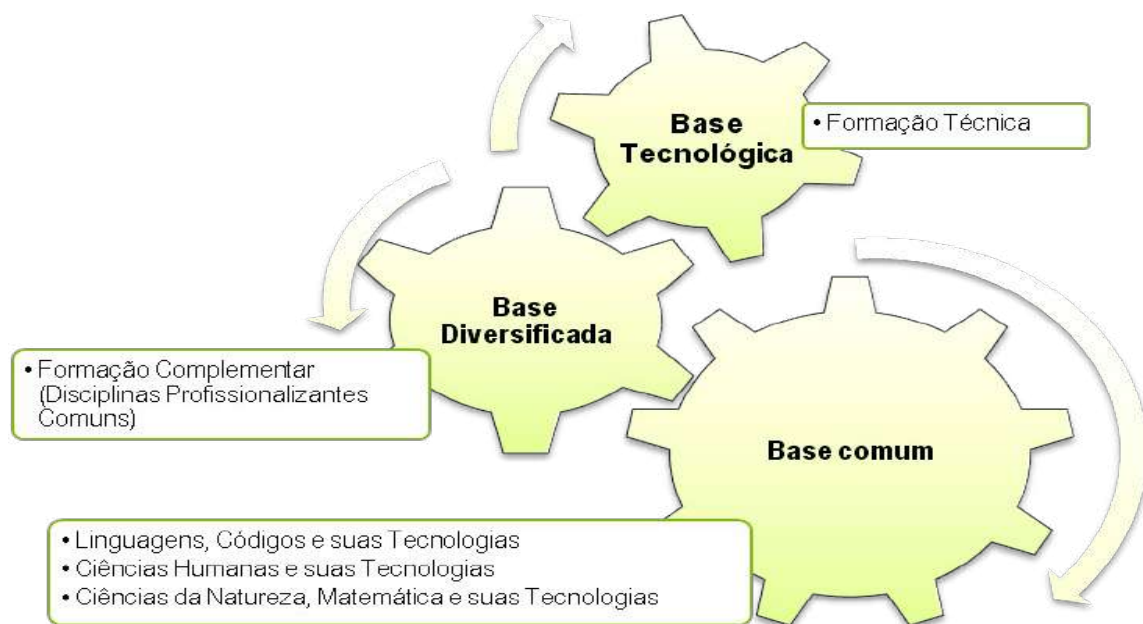 Base
Tecnológica
• Formação Técnica
Base
Diversificada
• Formação Complementar
(Disciplinas Profissionalizantes
Comuns)
Base comum
• Linguagens, Códigos e suas Tecnologias
• Ciências Humanas e suas Tecnologias
• Ciências da Natureza, Matemática e suas Tecnologias